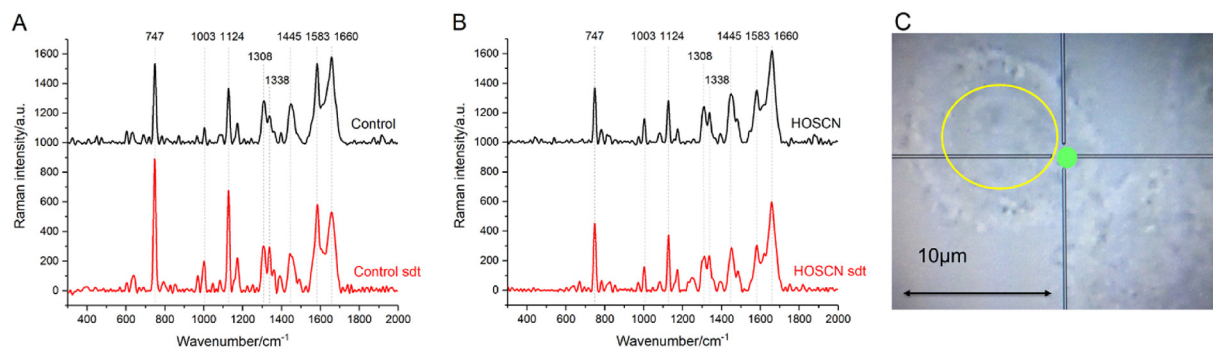 A
747 1003 1124 1445 1583 1660
1308
1338
1600
1400
1200
1000
800
600
400
200
0
Raman intensity/a.u.
Control
Control sdt
400 600 800 1000 1200 1400 1600 1800 2000
Wavenumber/cm-1
B
747 1003 1124 1445 1583 1660
1308
1338
1600
1400
1200
1000
800
600
400
200
0
Raman intensity/a.u.
HOSCN
HOSCN sdt
400 600 800 1000 1200 1400 1600 1800 2000
Wavenumber/cm-1
C
10μm